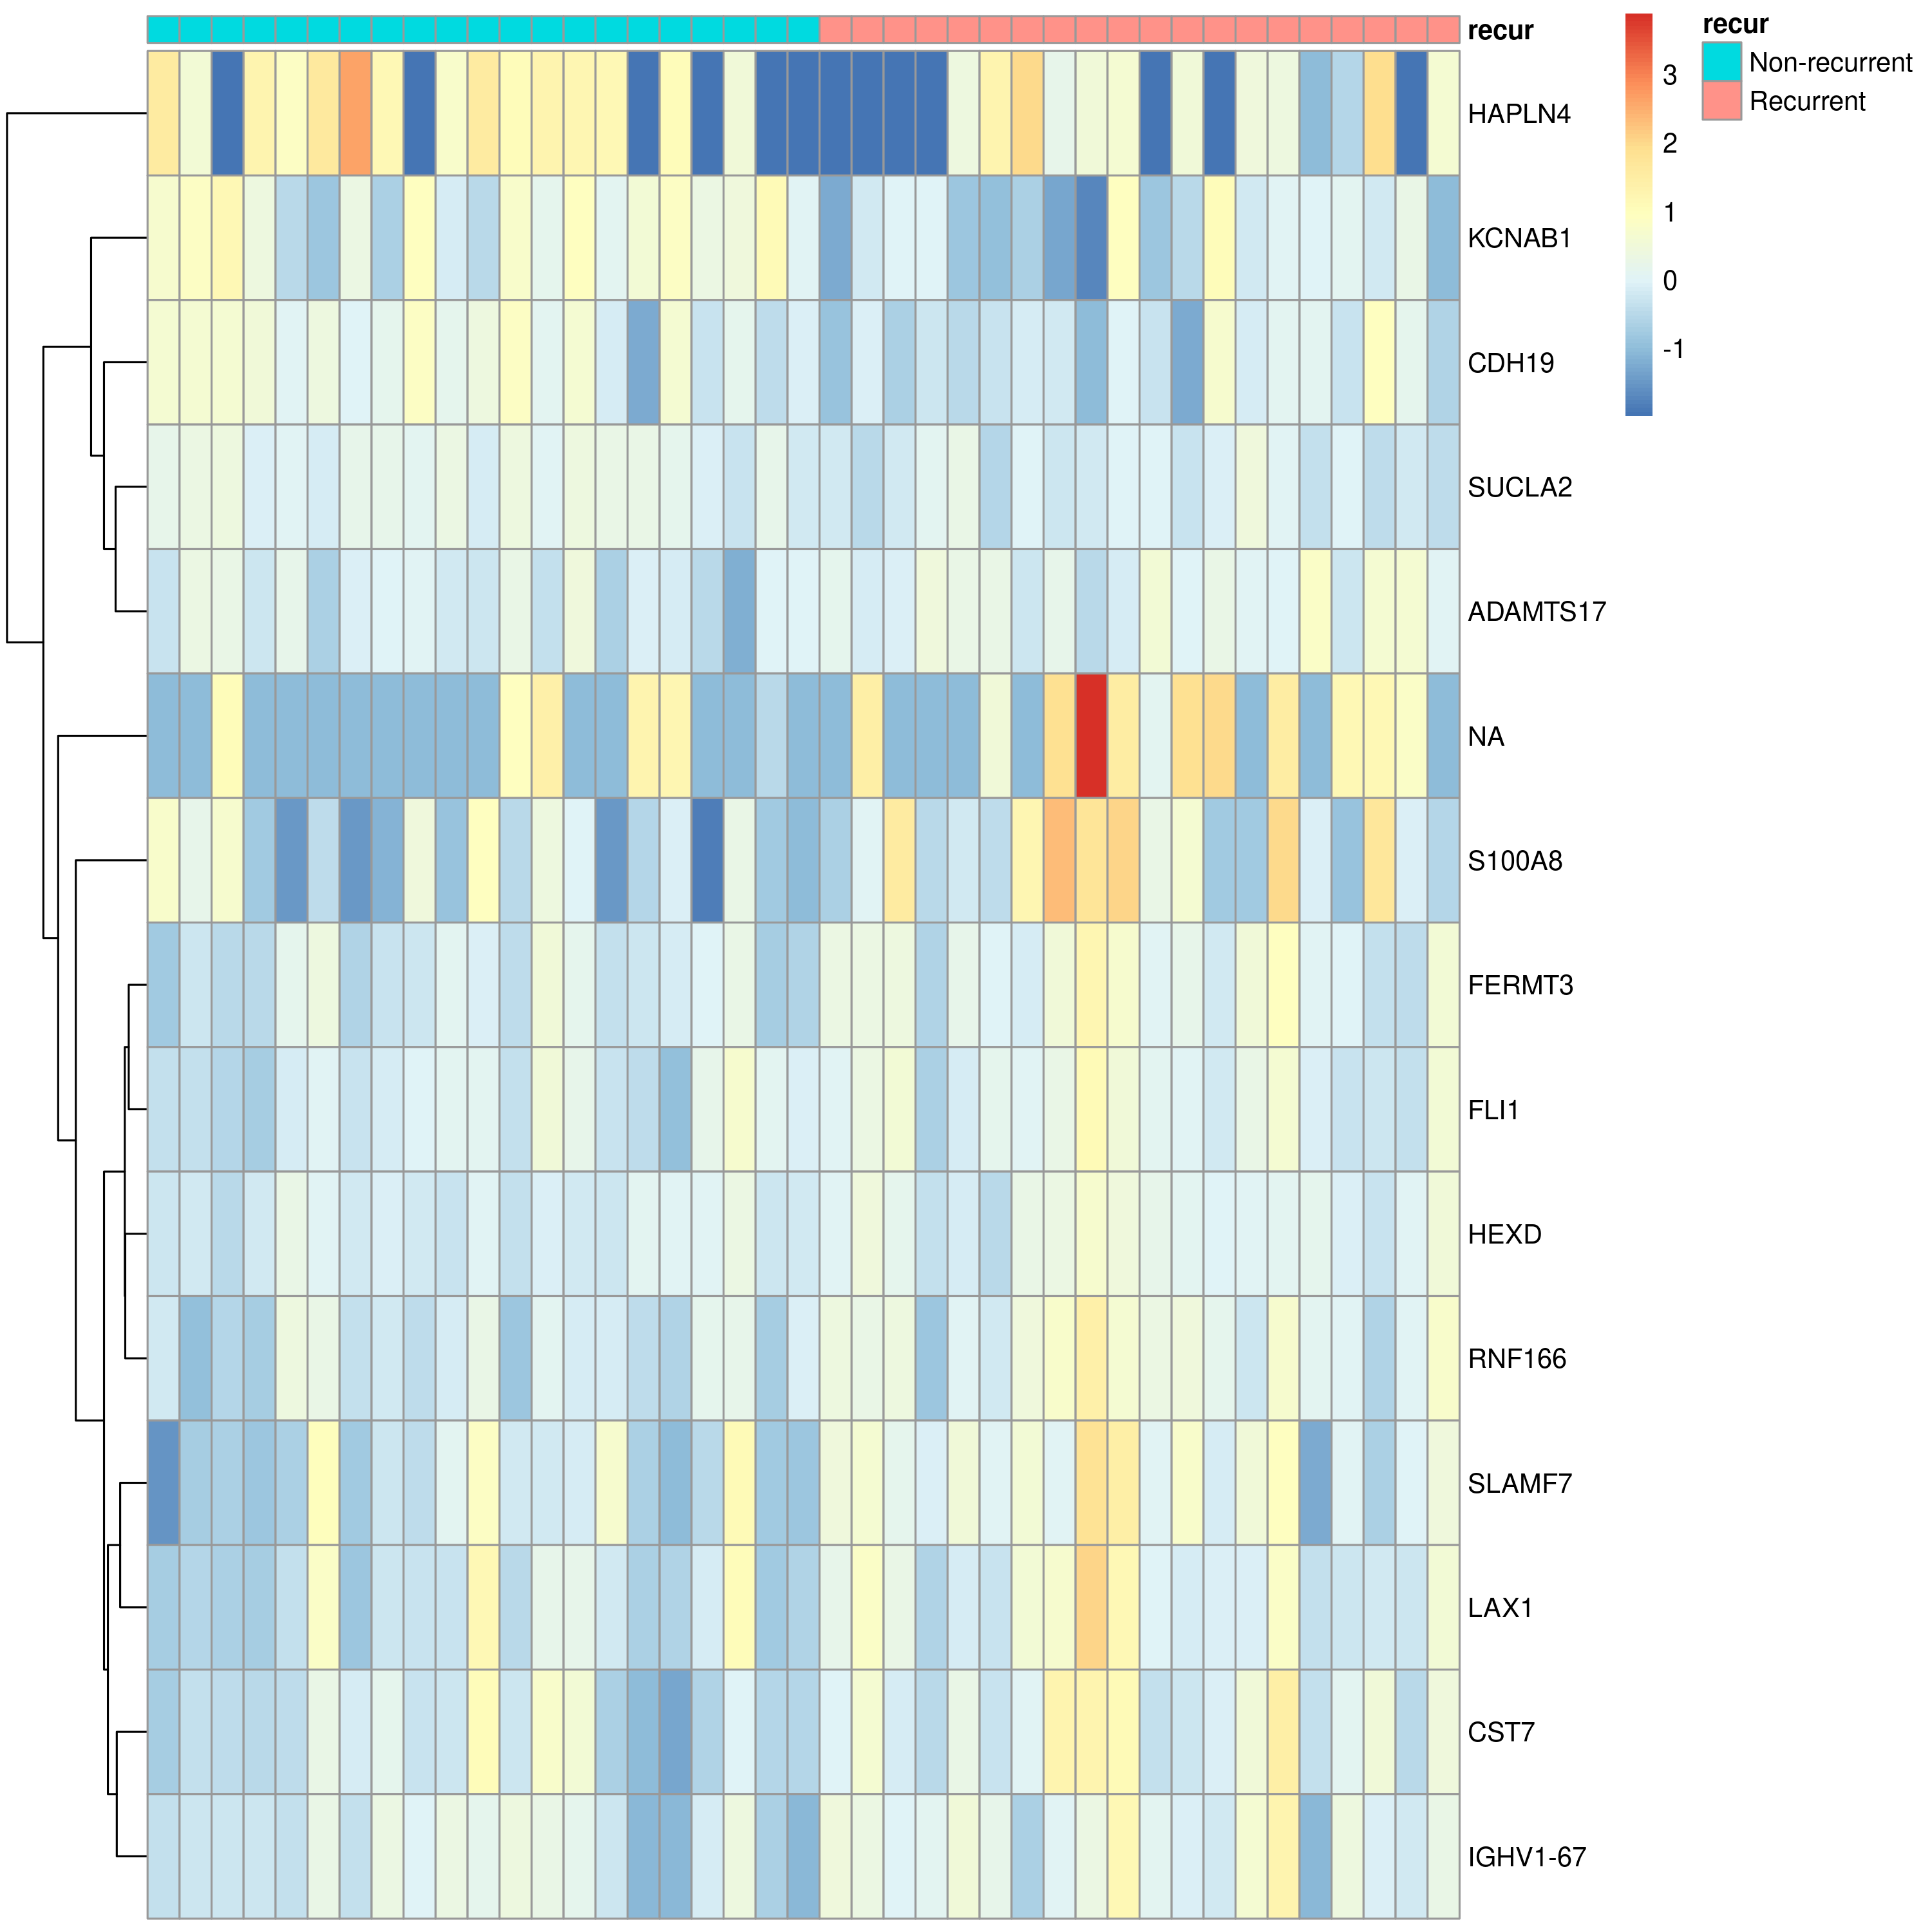 recur
HAPLN4
KCNAB1
CDH19
SUCLA2
ADAMTS17
NA
S100A8
FERMT3
FLI1
HEXD
RNF166
SLAMF7
LAX1
CST7
IGHV1-67
3
2
1
0
-1
recur
Non-recurrent
Recurrent